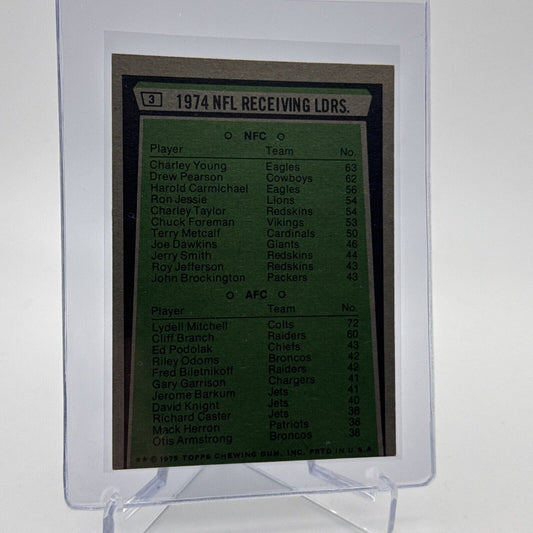 3 1974 NFL RECEIVING LDRS.
NFC
Player Team No.
Charley Young Eagles 63
Drew Pearson Cowboys 62
Harold Carmichael Eagles 56
Ron Jessie Lions 54
Charley Taylor Redskins 54
Chuck Foreman Vikings 53
Terry Metcalf Cardinals 50
Joe Dawkins Giants 46
Jerry Smith Redskins 44
Roy Jefferson Redskins 43
John Brockington Packers 43
AFC
Player Team No.
Lydell Mitchell Colts 72
Cliff Branch Raiders 60
Ed Podolak Chiefs 43
Riley Odoms Broncos 42
Fred Biletnikoff Raiders 42
Gary Garrison Chargers 41
Jerome Barkum Jets 41
David Knight Jets 40
Richard Caster Jets 38
Mack Herron Patriots 38
Otis Armstrong Broncos 38
** © 1975 TOPPS CHEWING GUM, INC. PRTD IN U.S.A.